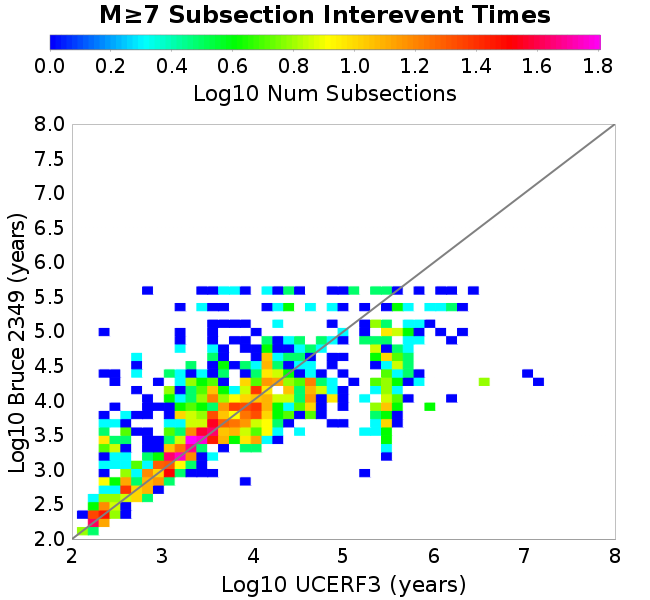 M≥7 Subsection Interevent Times
0.0 0.2 0.4 0.6 0.8 1.0 1.2 1.4 1.6 1.8
Log10 Num Subsections
8.0
7.5
7.0
6.5
6.0
5.5
5.0
4.5
4.0
3.5
3.0
2.5
2.0
Log10 Bruce 2349 (years)
2 3 4 5 6 7 8
Log10 UCERF3 (years)